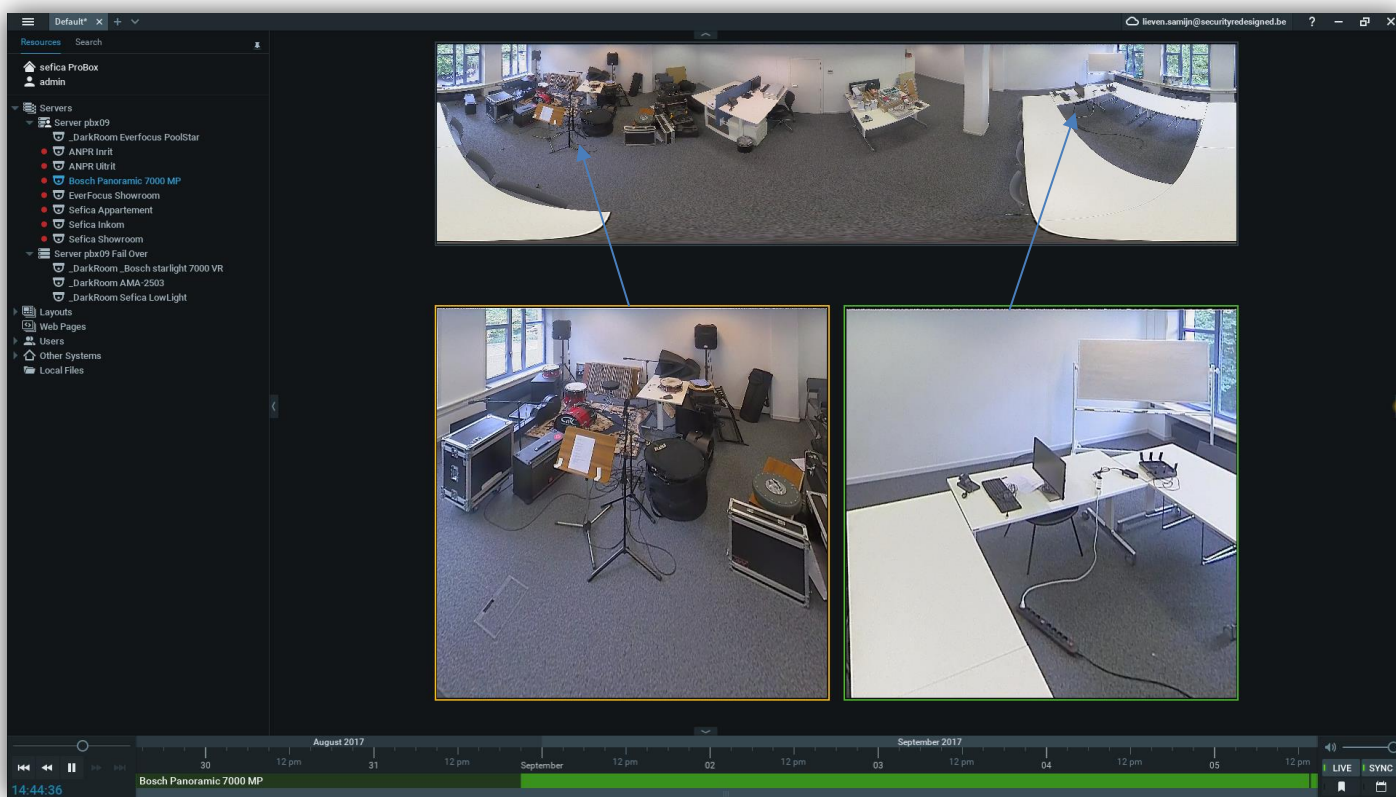 Default*
lieven.samijn@securityredesigned.be
?
Resources Search
sefica ProBox
admin
Servers
Server pbx09
_DarkRoom Everfocus PoolStar
ANPR Inrit
ANPR Uitrit
Bosch Panoramic 7000 MP
EverFocus Showroom
Sefica Appartement
Sefica Inkom
Sefica Showroom
Server pbx09 Fail Over
_DarkRoom _Bosch starlight 7000 VR
_DarkRoom AMA-2503
_DarkRoom Sefica LowLight
Layouts
Web Pages
Users
Other Systems
Local Files
August 2017 September 2017
30 12 pm 31 12 pm September 12 pm 02 12 pm 03 12 pm 04 12 pm 05 12 pm
Bosch Panoramic 7000 MP
LIVE SYNC
14:44:36